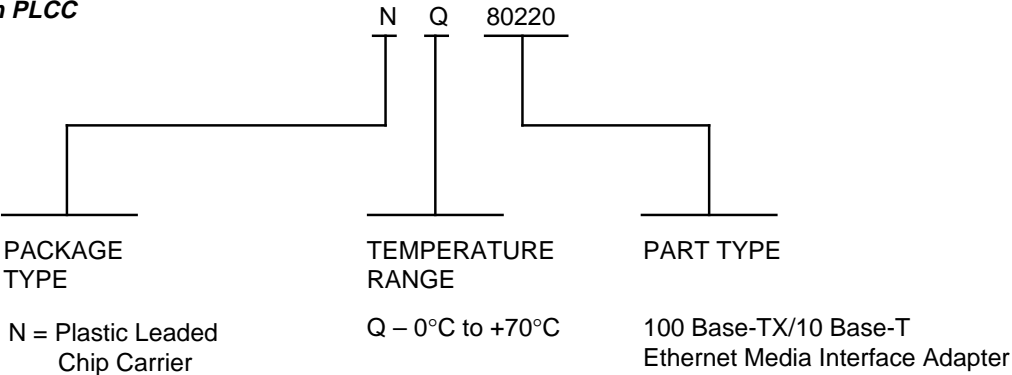 PLCC
N Q 80220
PACKAGE
TYPE
TEMPERATURE
RANGE
PART TYPE
N = Plastic Leaded
Chip Carrier
Q – 0°C to +70°C
100 Base-TX/10 Base-T
Ethernet Media Interface Adapter